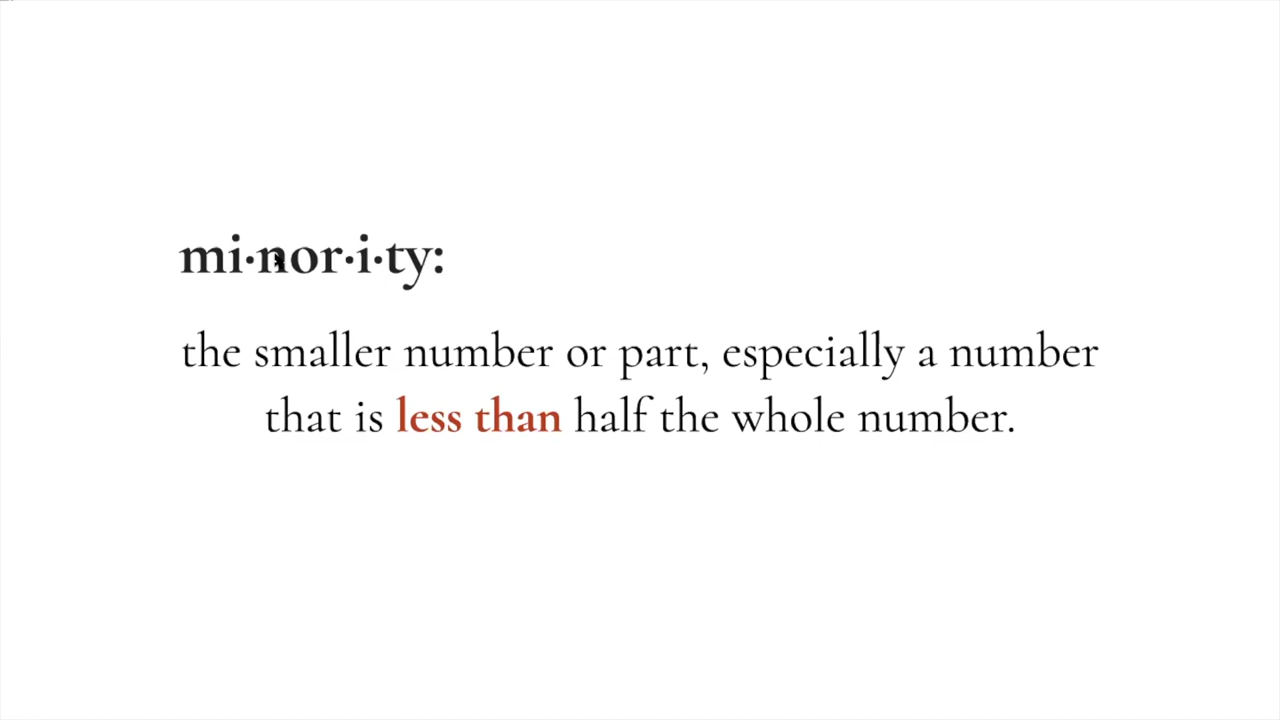 mi·nor·i·ty:
the smaller number or part, especially a number
that is less than half the whole number.